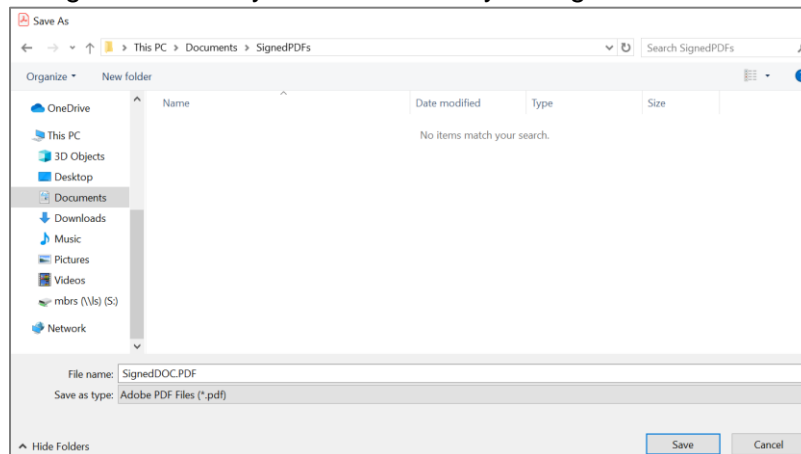 Save As
This PC > Documents > SignedPDFs
Search SignedPDFs
Organize
New folder
Name
Date modified
Type
Size
No items match your search.
OneDrive
This PC
3D Objects
Desktop
Documents
Downloads
Music
Pictures
Videos
mbrs (\\ls) (S:)
Network
File name: SignedDOC.PDF
Save as type: Adobe PDF Files (*.pdf)
Hide Folders
Save
Cancel